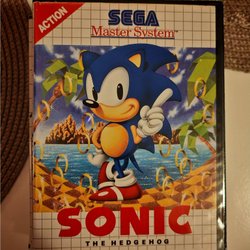 ACTION
SEGA
Master System
SONIC
THE HEDGEHOG